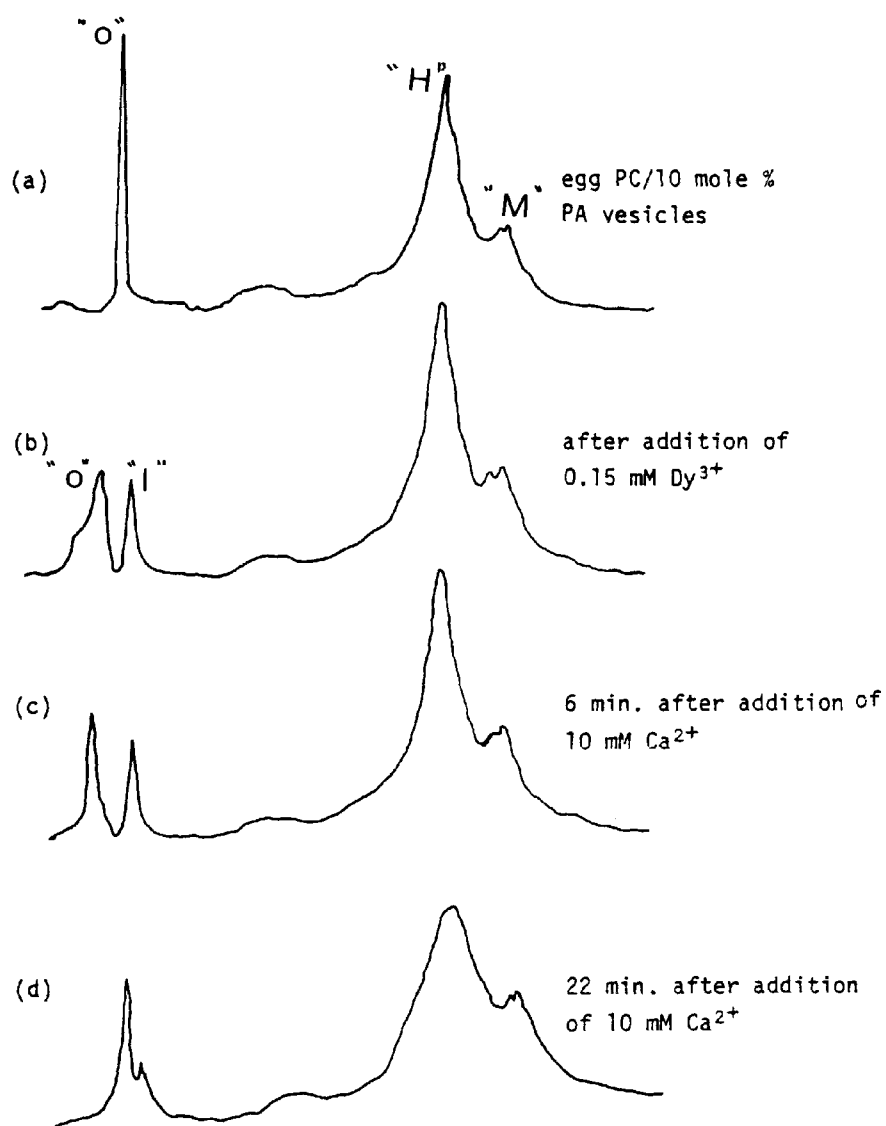 "O"
"H"
(a)
egg PC/10 mole %
"M"
PA vesicles
(b)
after addition of
"O" "I"
0.15 mM Dy³⁺
(c)
6 min. after addition of
10 mM Ca²⁺
(d)
22 min. after addition
of 10 mM Ca²⁺